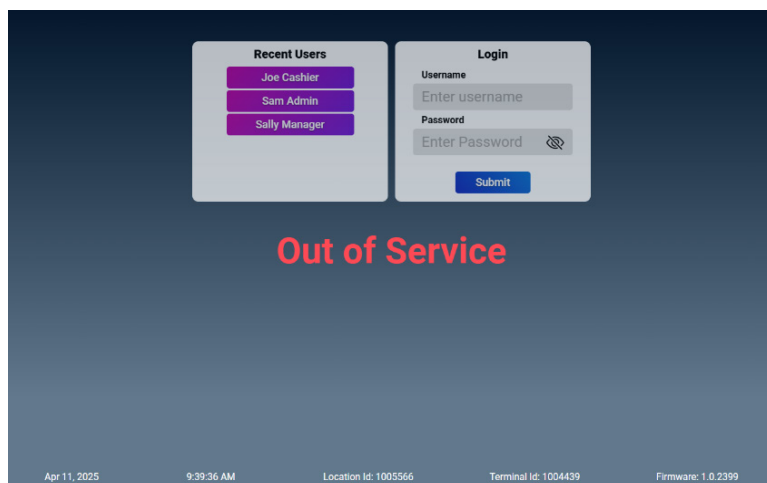 Recent Users
Joe Cashier
Sam Admin
Sally Manager
Login
Username
Enter username
Password
Enter Password
Submit
Out of Service
Apr 11, 2025 9:39:36 AM Location Id: 1005566 Terminal Id: 1004439 Firmware: 1.0.2399